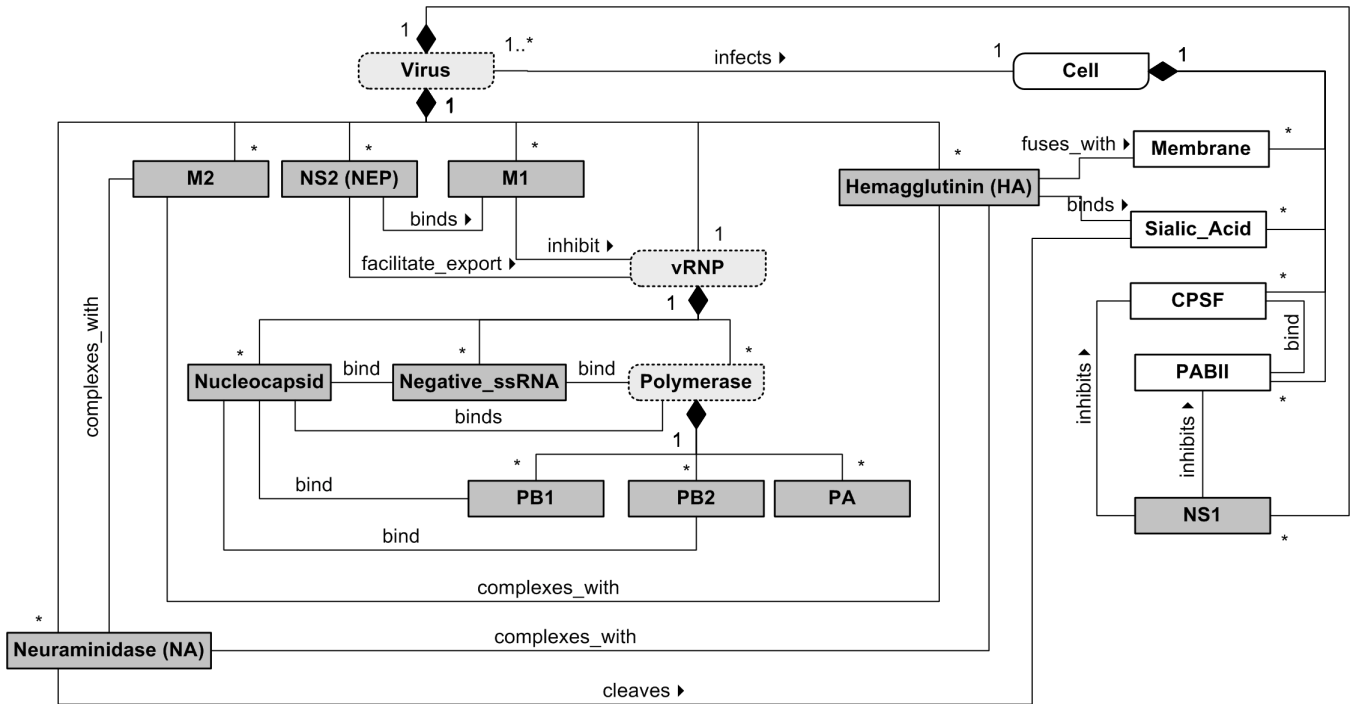 1
1..*
infects
1
1
Virus
Cell
1
*
*
*
*
fuses_with
*
Membrane
M2
NS2 (NEP)
M1
Hemagglutinin (HA)
binds
binds
*
Sialic_Acid
inhibit
1
facilitate_export
vRNP
*
CPSF
1
bind
complexes_with
*
*
*
inhibits
Nucleocapsid
bind
Negative_ssRNA
bind
Polymerase
PABII
*
binds
1
inhibits
*
*
*
bind
PB1
PB2
PA
NS1
bind
*
complexes_with
*
Neuraminidase (NA)
complexes_with
cleaves